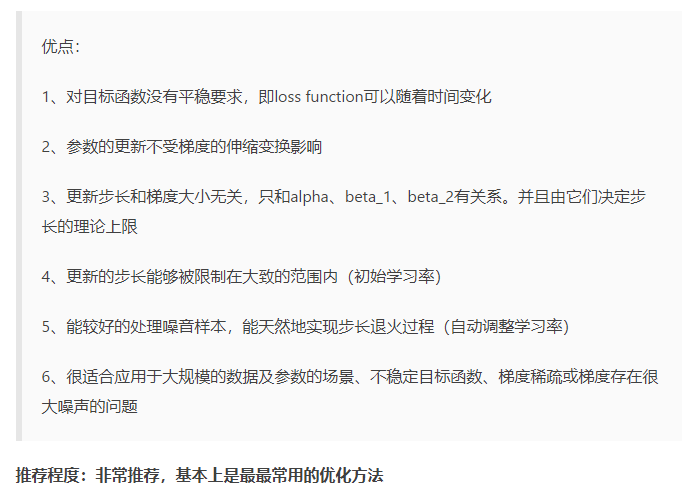 优点：
1、对目标函数没有平稳要求，即loss function可以随着时间变化
2、参数的更新不受梯度的伸缩变换影响
3、更新步长和梯度大小无关，只和alpha、beta_1、beta_2有关系。并且由它们决定步
长的理论上限
4、更新的步长能够被限制在大致的范围内（初始学习率）
5、能较好的处理噪音样本，能天然地实现步长退火过程（自动调整学习率）
6、很适合应用于大规模的数据及参数的场景、不稳定目标函数、梯度稀疏或梯度存在很
大噪声的问题
推荐程度：非常推荐，基本上是最最常用的优化方法